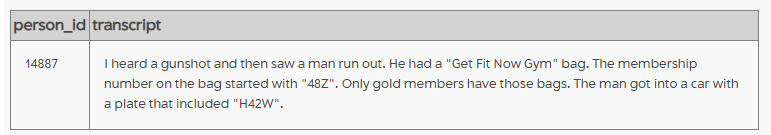 person_id transcript
14887 I heard a gunshot and then saw a man run out. He had a "Get Fit Now Gym" bag. The membership
number on the bag started with "48Z". Only gold members have those bags. The man got into a car with
a plate that included "H42W".